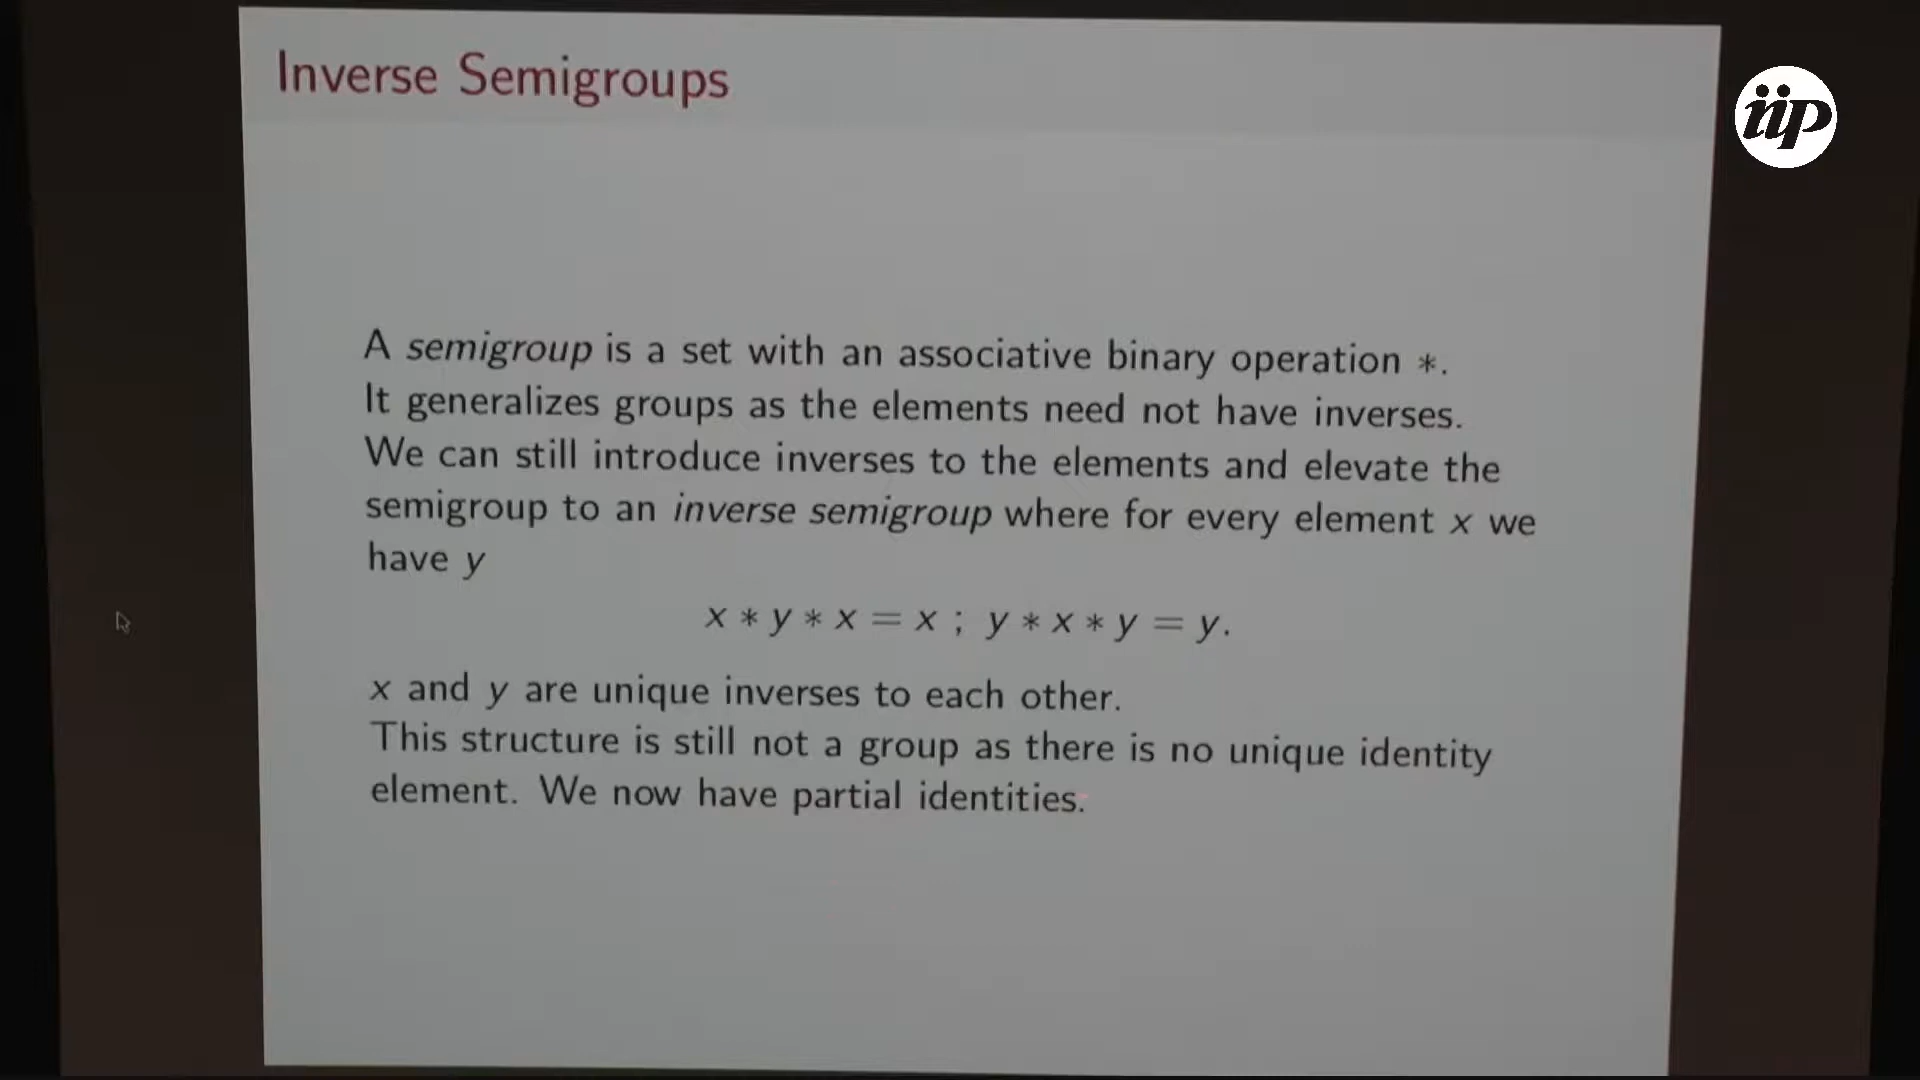 Inverse Semigroups
iip
A semigroup is a set with an associative binary operation *.
It generalizes groups as the elements need not have inverses.
We can still introduce inverses to the elements and elevate the
semigroup to an inverse semigroup where for every element x we
have y
x * y * x = x ; y * x * y = y.
x and y are unique inverses to each other.
This structure is still not a group as there is no unique identity
element. We now have partial identities.